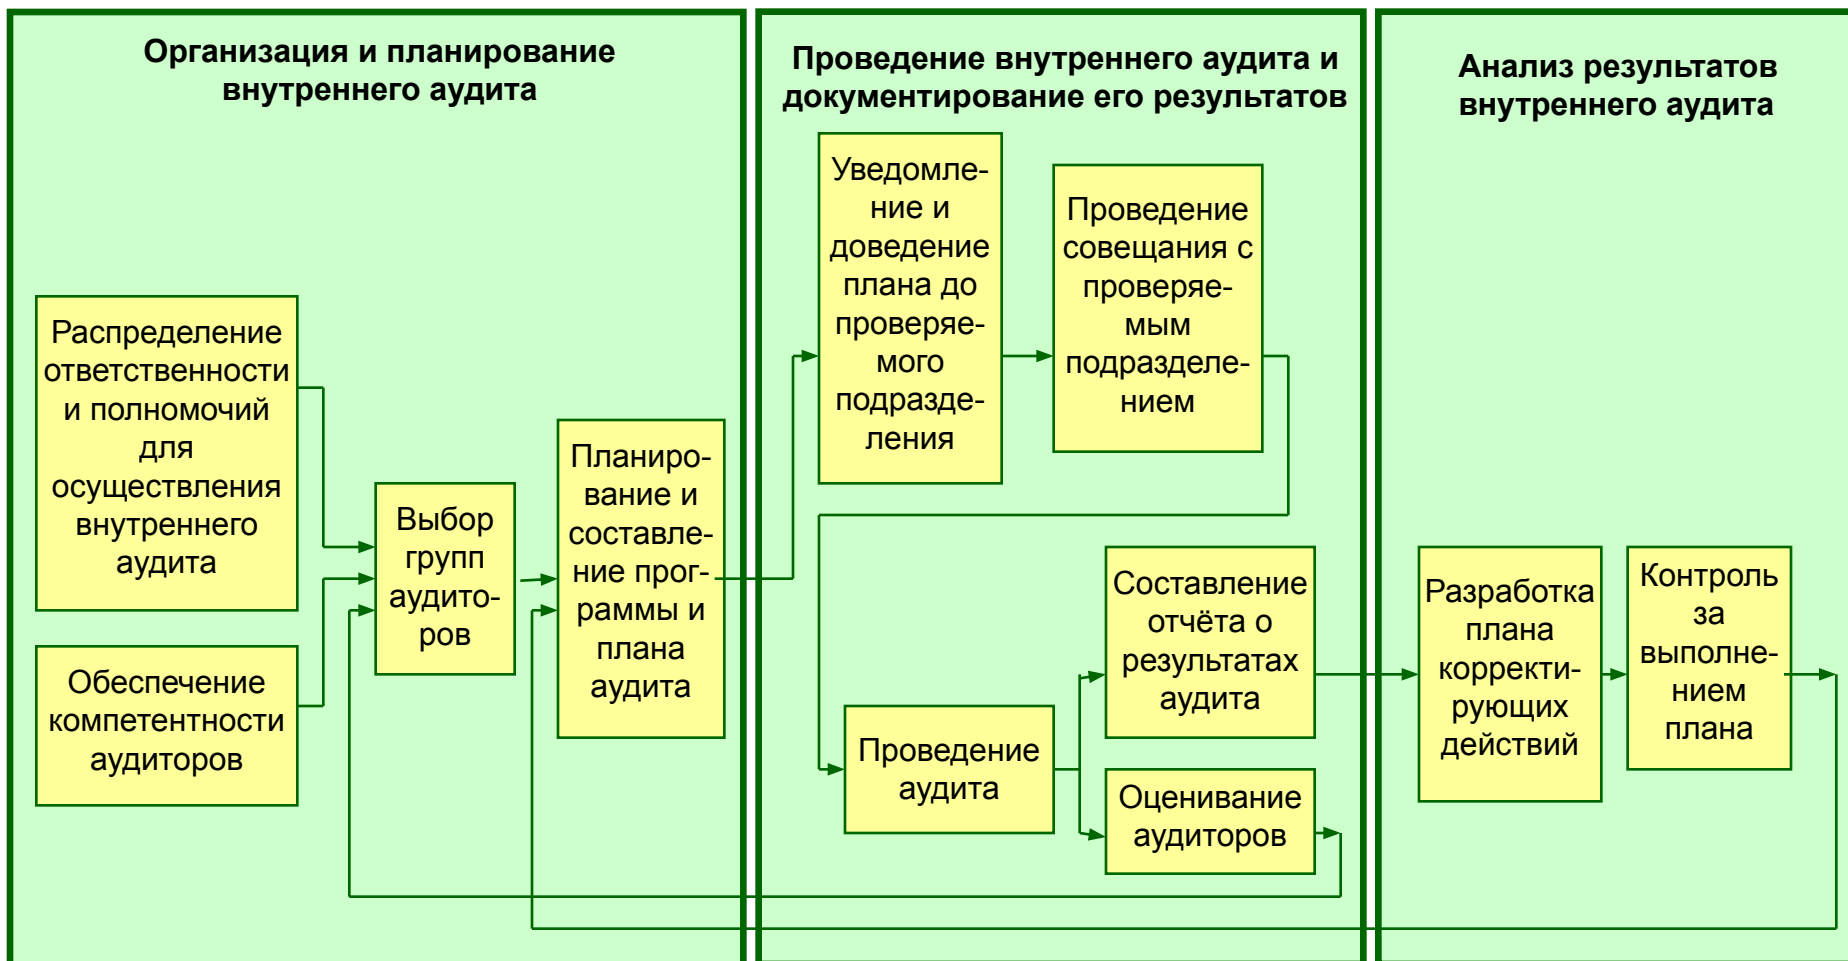 Организация и планирование
внутреннего аудита
Распределение
ответственности
и полномочий
для
осуществления
внутреннего
аудита
Обеспечение
компетентности
аудиторов
Выбор
групп
аудито-
ров
Планиро-
вание и
составле-
ние прог-
раммы и
плана
аудита
Проведение внутреннего аудита и
документирование его результатов
Уведомле-
ние и
доведение
плана до
проверяе-
мого
подразде-
ления
Проведение
совещания с
проверяе-
мым
подразделе-
нием
Проведение
аудита
Составление
отчёта о
результатах
аудита
Оценивание
аудиторов
Анализ результатов
внутреннего аудита
Разработка
плана
корректи-
рующих
действий
Контроль
за
выполне-
нием
плана